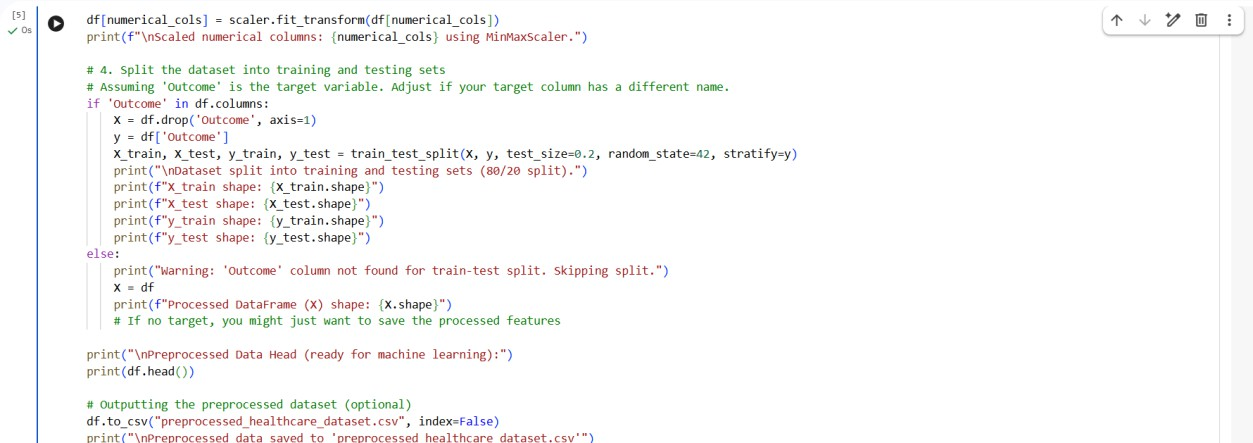 [5]
0s
df[numerical_cols] = scaler.fit_transform(df[numerical_cols])
print(f"\nScaled numerical columns: {numerical_cols} using MinMaxScaler.")
# 4. Split the dataset into training and testing sets
# Assuming 'Outcome' is the target variable. Adjust if your target column has a different name.
if 'Outcome' in df.columns:
    X = df.drop('Outcome', axis=1)
    y = df['Outcome']
    X_train, X_test, y_train, y_test = train_test_split(X, y, test_size=0.2, random_state=42, stratify=y)
    print("\nDataset split into training and testing sets (80/20 split).")
    print(f"X_train shape: {X_train.shape}")
    print(f"X_test shape: {X_test.shape}")
    print(f"y_train shape: {y_train.shape}")
    print(f"y_test shape: {y_test.shape}")
else:
    print("Warning: 'Outcome' column not found for train-test split. Skipping split.")
    X = df
    print(f"Processed DataFrame (X) shape: {X.shape}")
    # If no target, you might just want to save the processed features
print("\nPreprocessed Data Head (ready for machine learning):")
print(df.head())
# Outputting the preprocessed dataset (optional)
df.to_csv("preprocessed_healthcare_dataset.csv", index=False)
print("\nPreprocessed data saved to 'preprocessed_healthcare_dataset.csv'")